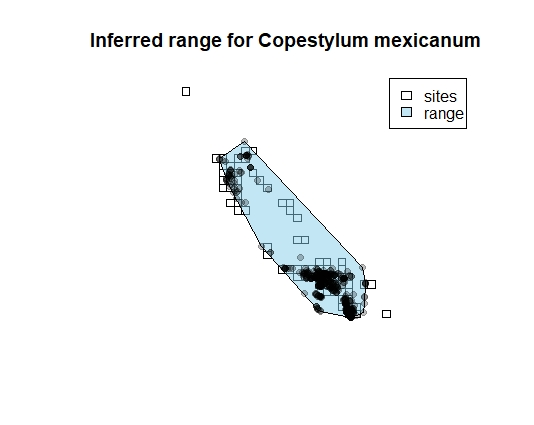 Inferred range for Copestylum mexicanum
sites
range